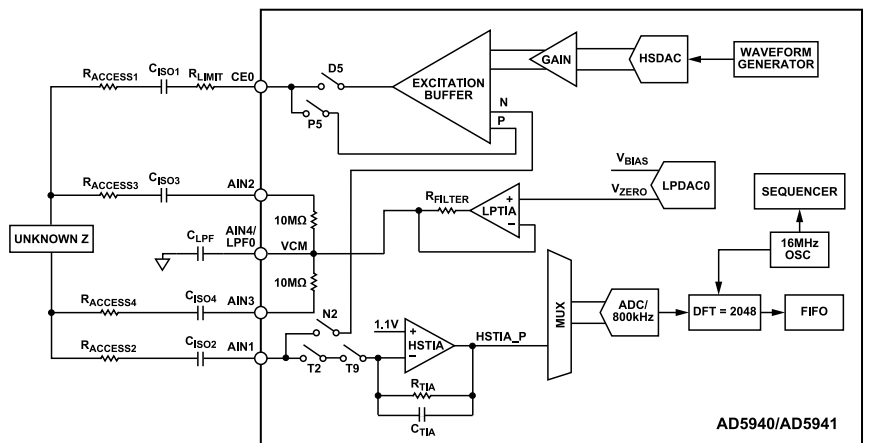 RACCESS1
CISO1
RLIMIT
CE0
D5
P5
EXCITATION
BUFFER
N
P
GAIN
HSDAC
WAVEFORM
GENERATOR
RACCESS3
CISO3
AIN2
10MΩ
RFILTER
LPTIA
+
−
VBIAS
VZERO
LPDAC0
SEQUENCER
16MHz
OSC
UNKNOWN Z
CLPF
AIN4/
LPF0
VCM
10MΩ
RACCESS4
CISO4
AIN3
N2
RACCESS2
CISO2
AIN1
T2
T9
1.1V
+
−
HSTIA
HSTIA_P
RTIA
CTIA
MUX
ADC/
800kHz
DFT = 2048
FIFO
AD5940/AD5941